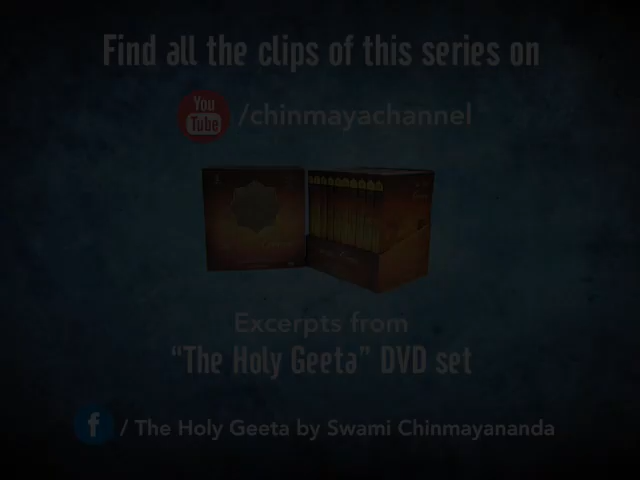 Find all the clips of this series on
You Tube /chinmayachannel
Excerpts from
“The Holy Geeta” DVD set
f / The Holy Geeta by Swami Chinmayananda